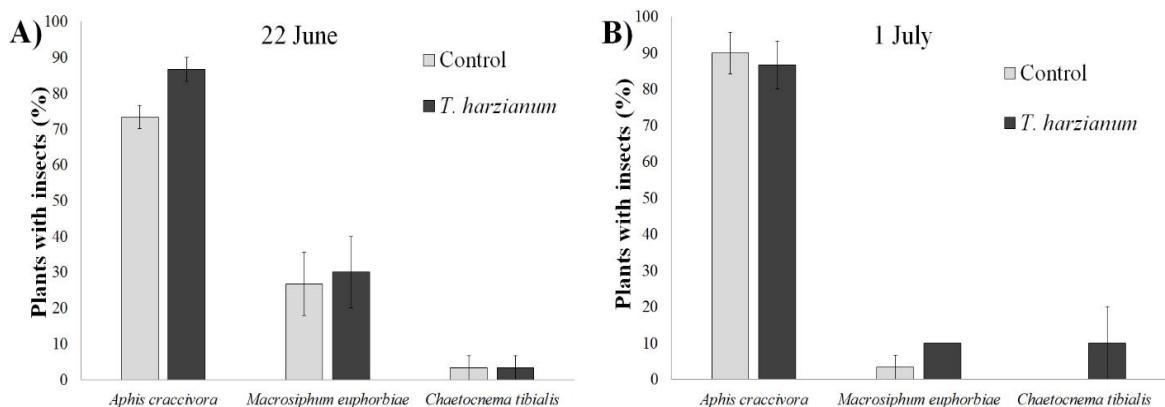 A)
22 June
Control
T. harzianum
Plants with insects (%)
100
90
80
70
60
50
40
30
20
10
0
Aphis craccivora
Macrosiphum euphorbiae
Chaetocnema tibialis
B)
1 July
Control
T. harzianum
Plants with insects (%)
100
90
80
70
60
50
40
30
20
10
0
Aphis craccivora
Macrosiphum euphorbiae
Chaetocnema tibialis